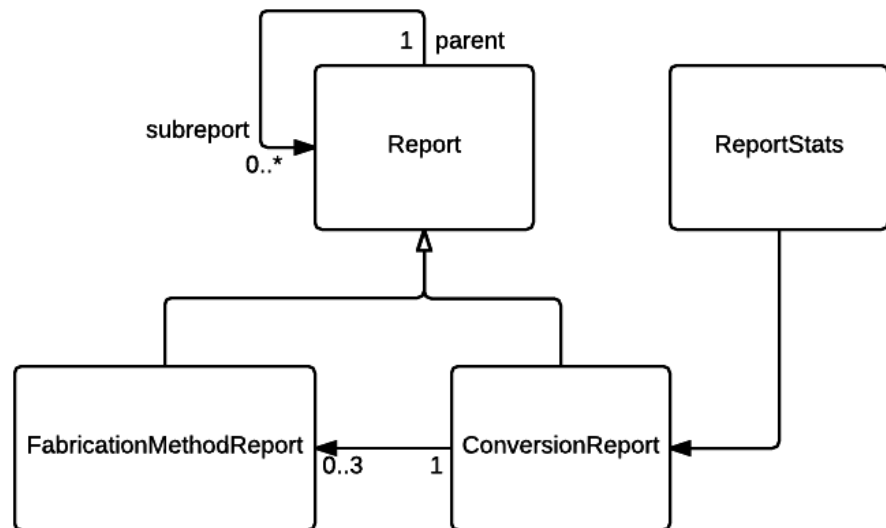 1 parent
subreport
0..*
Report
ReportStats
FabricationMethodReport
0..3
1
ConversionReport